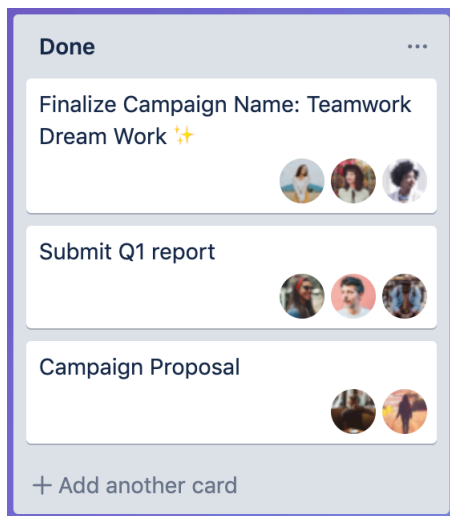 Done
Finalize Campaign Name: Teamwork
Dream Work ✨
Submit Q1 report
Campaign Proposal
+ Add another card